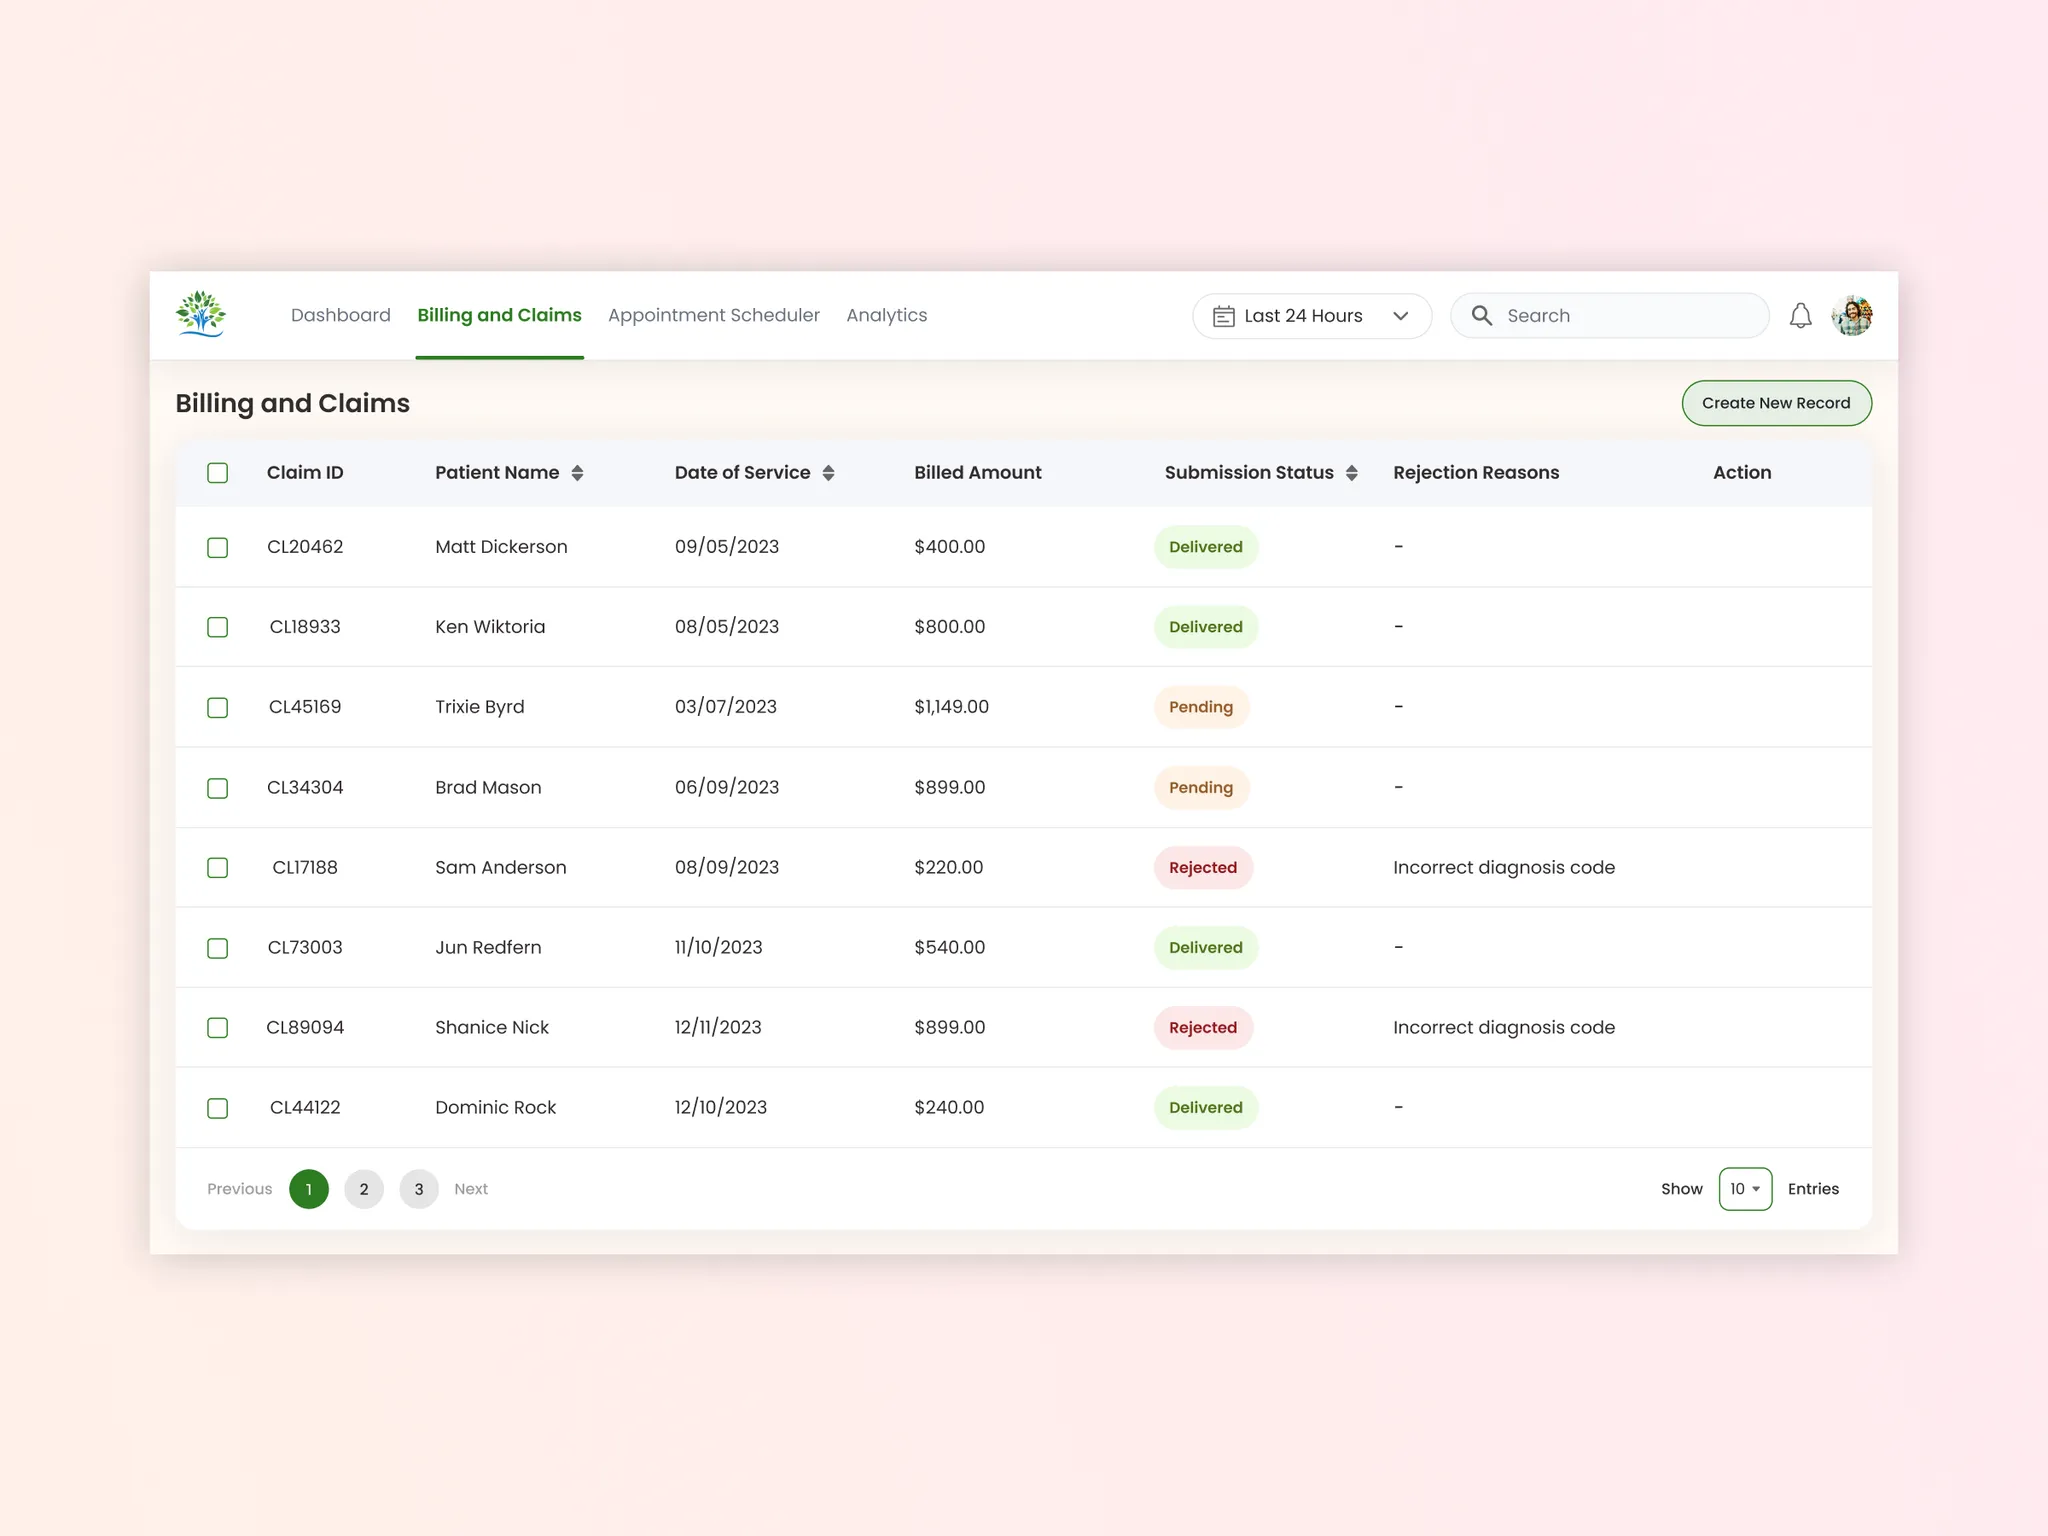 Dashboard Billing and Claims Appointment Scheduler Analytics Last 24 Hours Search
Billing and Claims Create New Record
Claim ID Patient Name Date of Service Billed Amount Submission Status Rejection Reasons Action
CL20462 Matt Dickerson 09/05/2023 $400.00 Delivered -
CL18933 Ken Wiktoria 08/05/2023 $800.00 Delivered -
CL45169 Trixie Byrd 03/07/2023 $1,149.00 Pending -
CL34304 Brad Mason 06/09/2023 $899.00 Pending -
CL17188 Sam Anderson 08/09/2023 $220.00 Rejected Incorrect diagnosis code
CL73003 Jun Redfern 11/10/2023 $540.00 Delivered -
CL89094 Shanice Nick 12/11/2023 $899.00 Rejected Incorrect diagnosis code
CL44122 Dominic Rock 12/10/2023 $240.00 Delivered -
Previous 1 2 3 Next Show 10 Entries